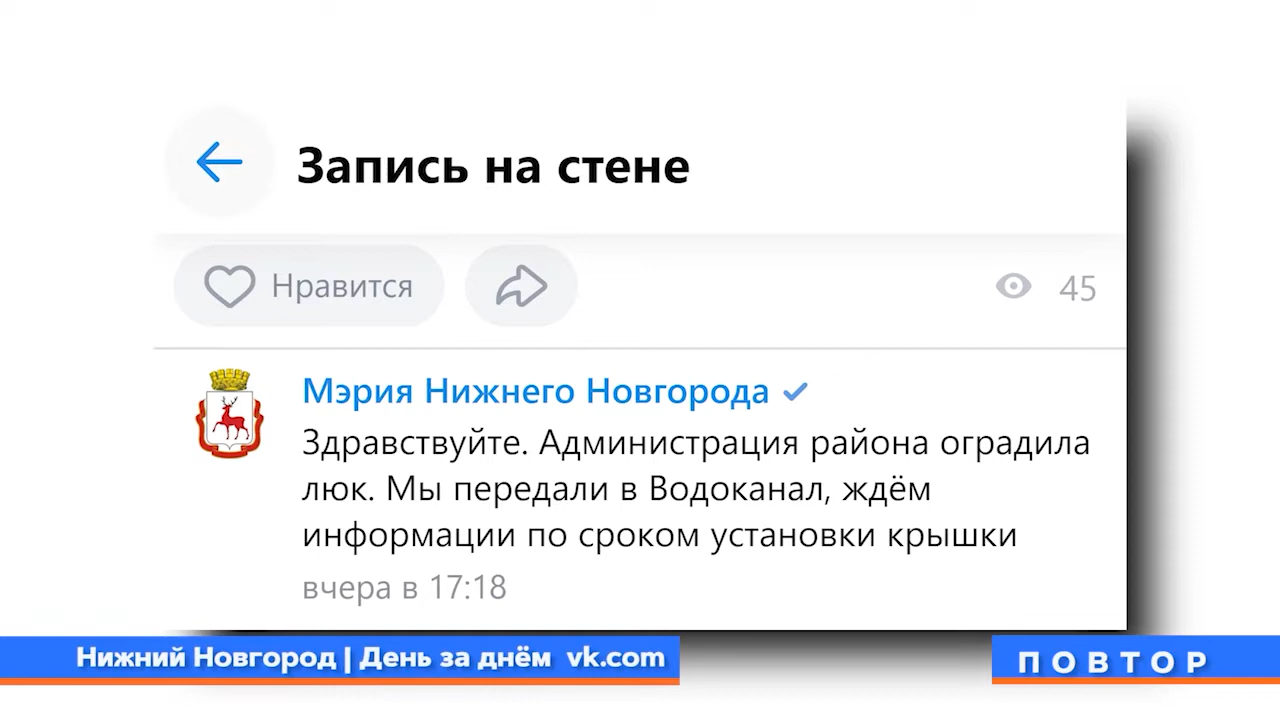 Запись на стене
Нравится
45
Мэрия Нижнего Новгорода
Здравствуйте. Администрация района оградила
люк. Мы передали в Водоканал, ждём
информации по сроком установки крышки
вчера в 17:18
Нижний Новгород | День за днём vk.com
ПОВТОР